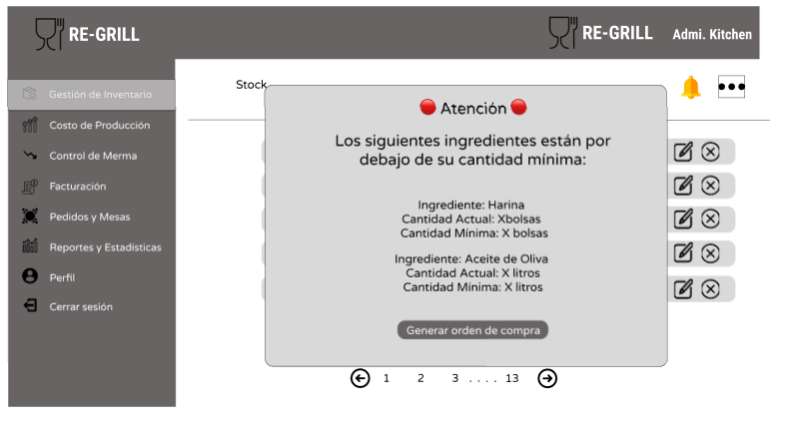 RE-GRILL
RE-GRILL Admi. Kitchen
Gestión de Inventario
Costo de Producción
Control de Merma
Facturación
Pedidos y Mesas
Reportes y Estadísticas
Perfil
Cerrar sesión
Stock
Atención
Los siguientes ingredientes están por
debajo de su cantidad mínima:
Ingrediente: Harina
Cantidad Actual: Xbolsas
Cantidad Mínima: X bolsas
Ingrediente: Aceite de Oliva
Cantidad Actual: X litros
Cantidad Mínima: X litros
Generar orden de compra
1 2 3 .... 13